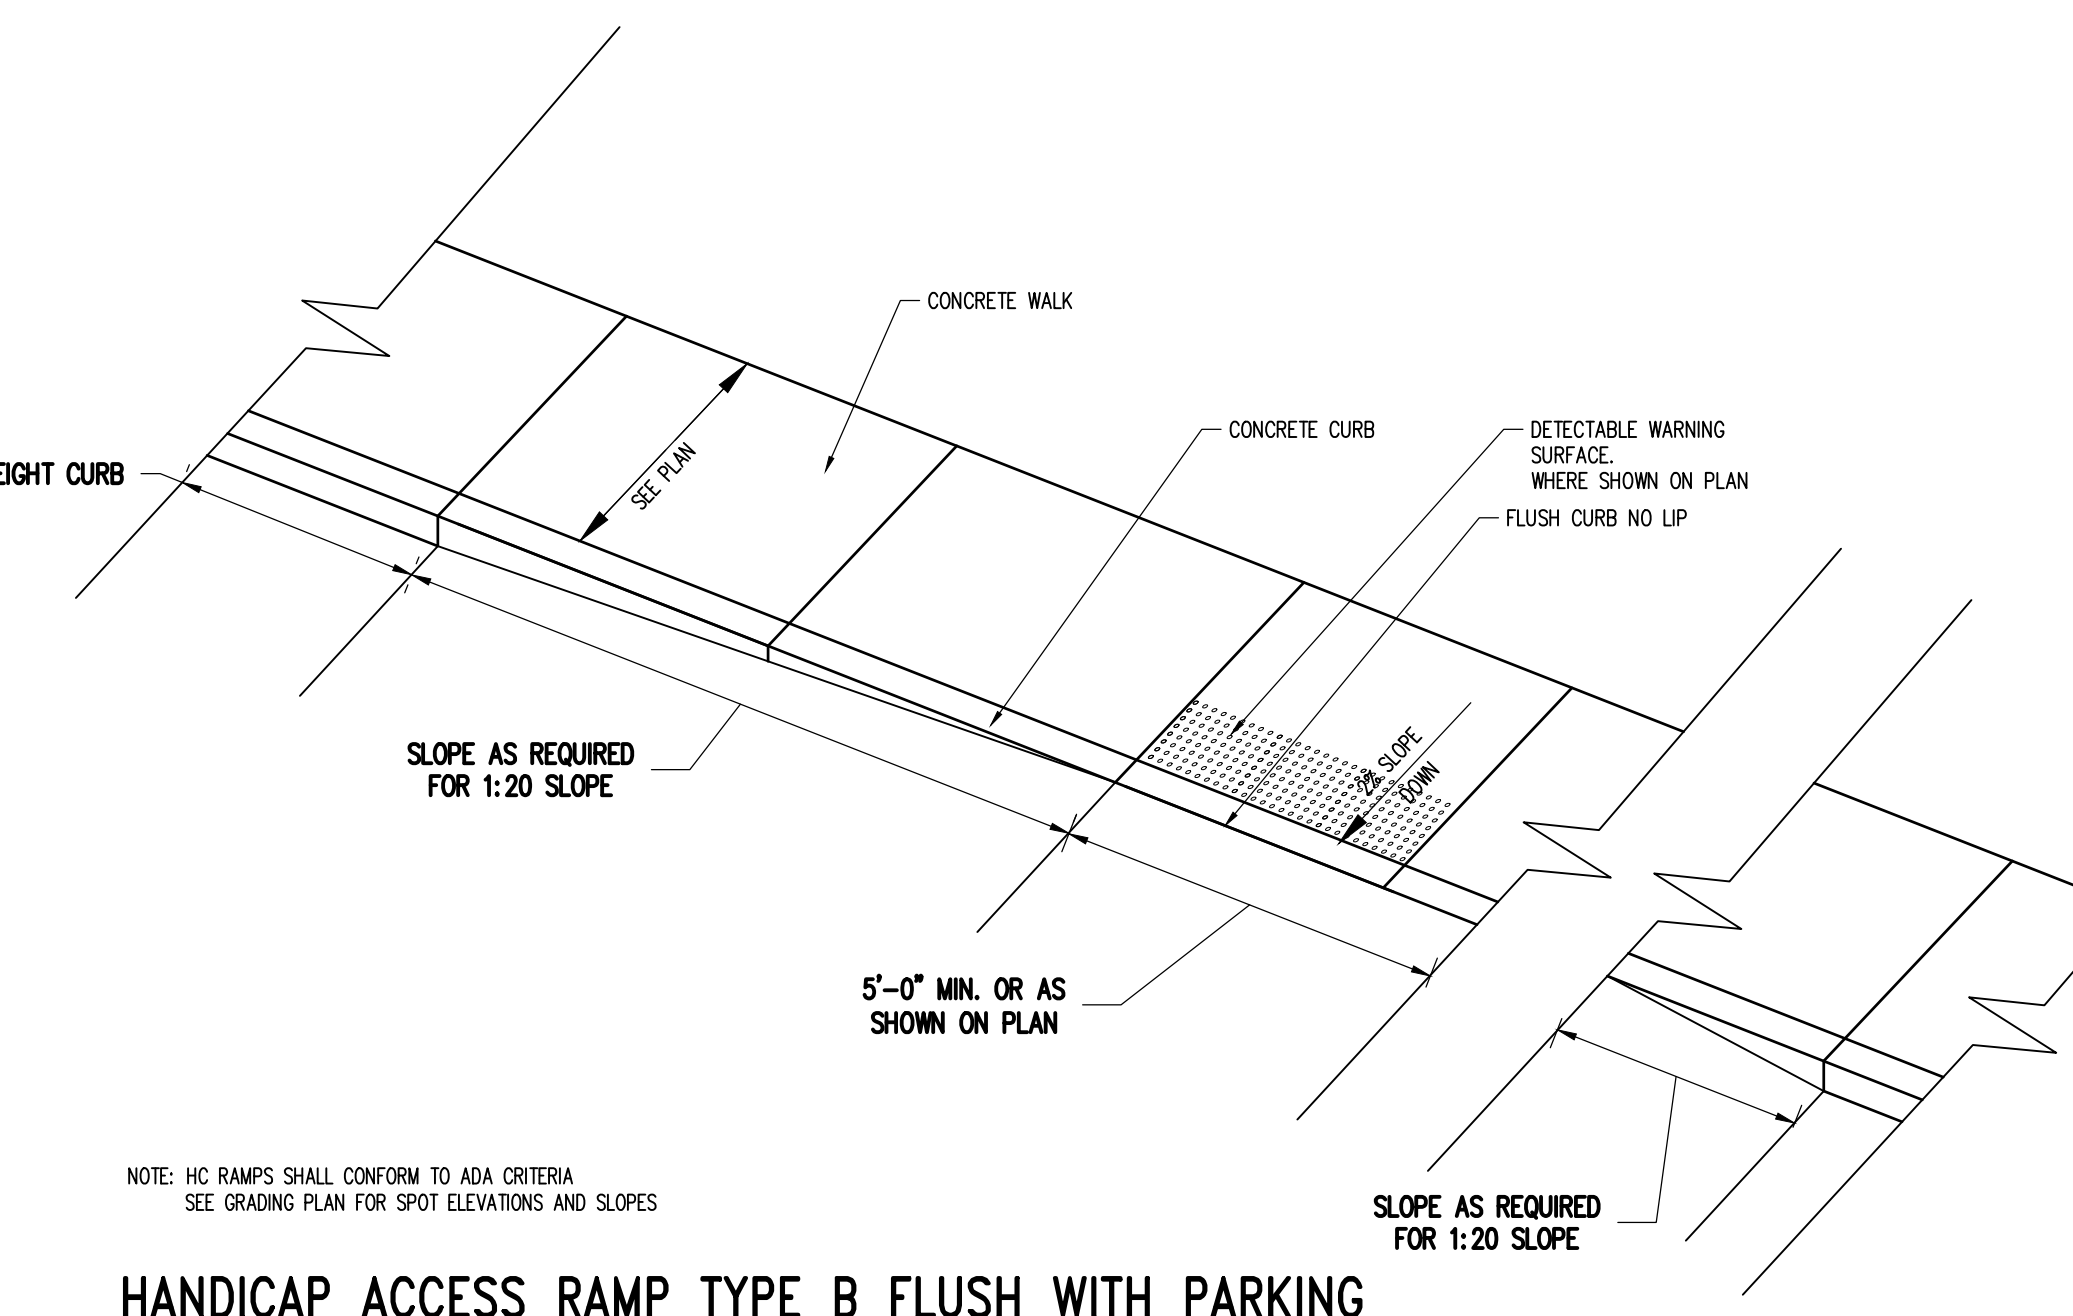 CONCRETE WALK
CONCRETE CURB
DETECTABLE WARNING
SURFACE.
WHERE SHOWN ON PLAN
SEE PLAN
CURB
FLUSH CURB NO LIP
2% SLOPE
DOWN
SLOPE AS REQUIRED
FOR 1:20 SLOPE
5'-0" MIN. OR AS
SHOWN ON PLAN
NOTE: HC RAMPS SHALL CONFORM TO ADA CRITERIA
SEE GRADING PLAN FOR SPOT ELEVATIONS AND SLOPES
SLOPE AS REQUIRED
FOR 1:20 SLOPE
HANDICAP ACCESS RAMP TYPE B FLUSH WITH PARKING